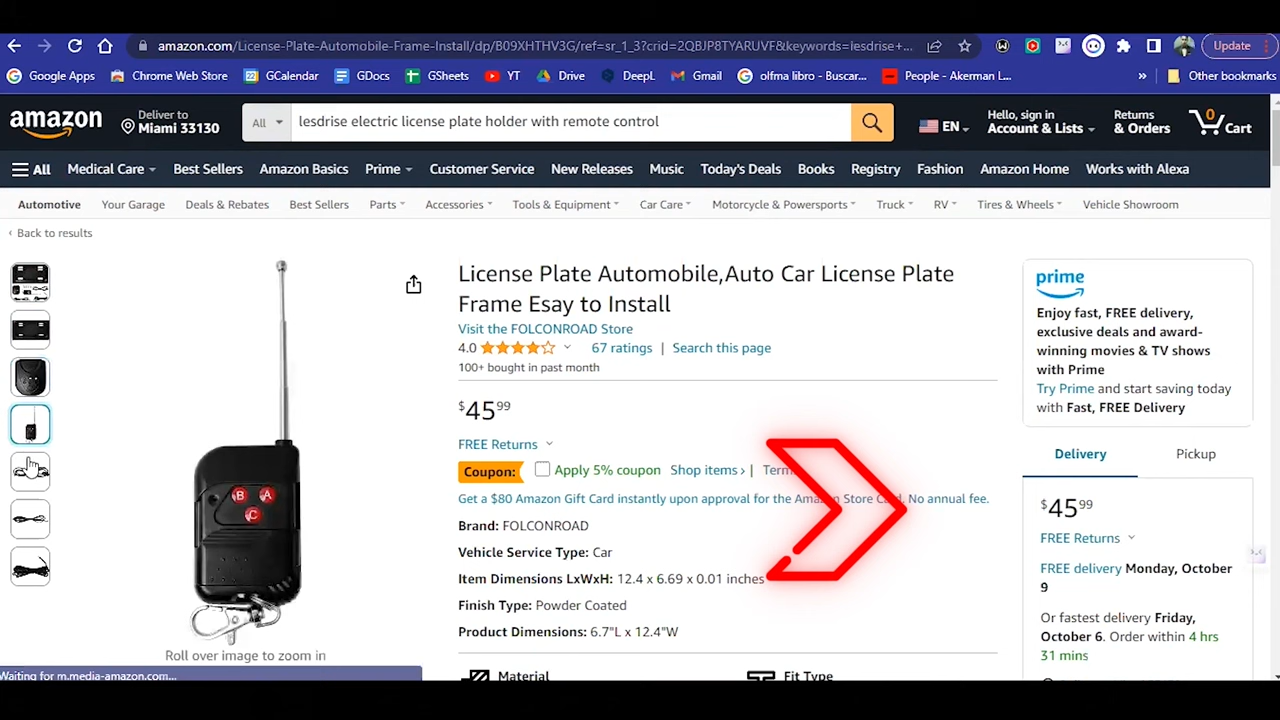 amazon.com/License-Plate-Automobile-Frame-Install/dp/B09XHTHV3G/ref=sr_1_3?crid=2QBJP8TYARUVF&keywords=lesdrise+...
Update
Google Apps
Chrome Web Store
GCalendar
GDocs
GSheets
YT
Drive
DeepL
Gmail
olfma libro - Buscar...
People - Akerman L...
»
Other bookmarks
amazon
Deliver to
Miami 33130
All
lesdrise electric license plate holder with remote control
EN
Hello, sign in
Account & Lists
Returns
& Orders
0
Cart
All
Medical Care
Best Sellers
Amazon Basics
Prime
Customer Service
New Releases
Music
Today's Deals
Books
Registry
Fashion
Amazon Home
Works with Alexa
Automotive
Your Garage
Deals & Rebates
Best Sellers
Parts
Accessories
Tools & Equipment
Car Care
Motorcycle & Powersports
Truck
RV
Tires & Wheels
Vehicle Showroom
‹ Back to results
B
A
C
Roll over image to zoom in
Waiting for m.media-amazon.com...
License Plate Automobile,Auto Car License Plate
Frame Esay to Install
Visit the FOLCONROAD Store
4.0
67 ratings | Search this page
100+ bought in past month
$45 99
FREE Returns
Coupon: Apply 5% coupon Shop items › | Term
Get a $80 Amazon Gift Card instantly upon approval for the Amazon Store Card. No annual fee.
Brand: FOLCONROAD
Vehicle Service Type: Car
Item Dimensions LxWxH: 12.4 x 6.69 x 0.01 inches
Finish Type: Powder Coated
Product Dimensions: 6.7"L x 12.4"W
Material
Fit Type
prime
Enjoy fast, FREE delivery,
exclusive deals and award-
winning movies & TV shows
with Prime
Try Prime and start saving today
with Fast, FREE Delivery
Delivery
Pickup
$45 99
FREE Returns
FREE delivery Monday, October
9
Or fastest delivery Friday,
October 6. Order within 4 hrs
31 mins